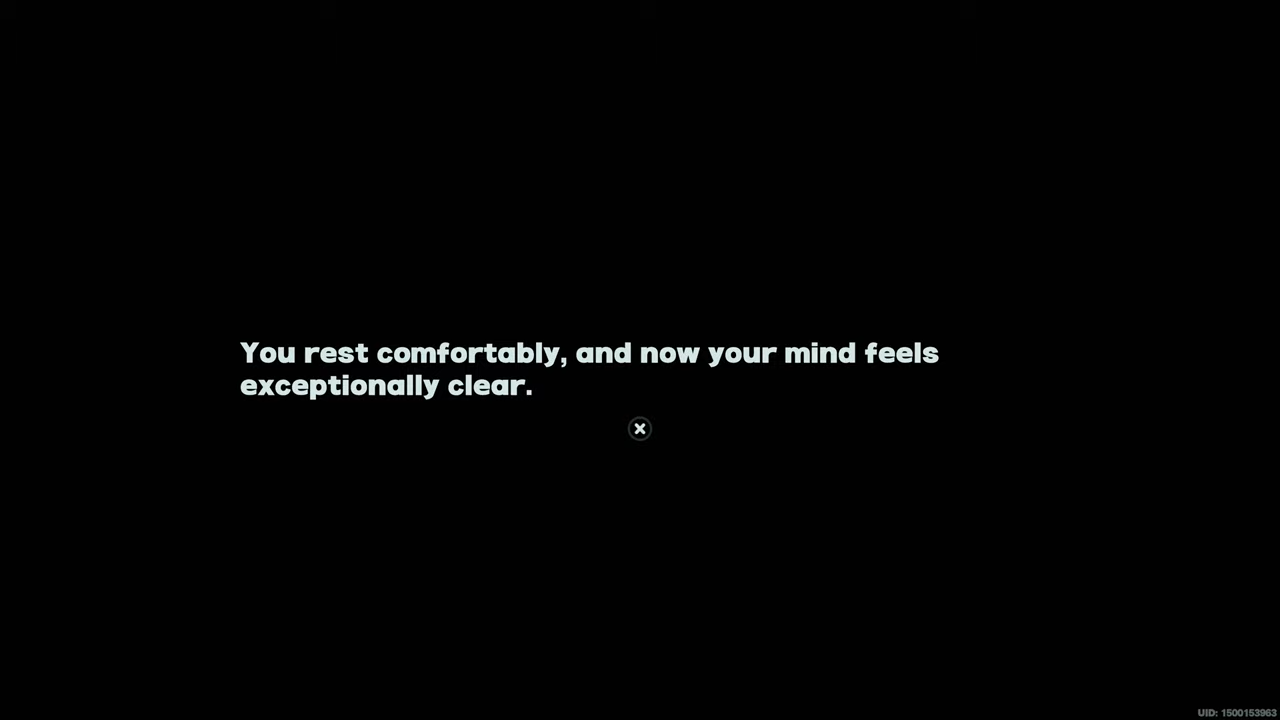 You rest comfortably, and now your mind feels
exceptionally clear.
UID: 1500153963